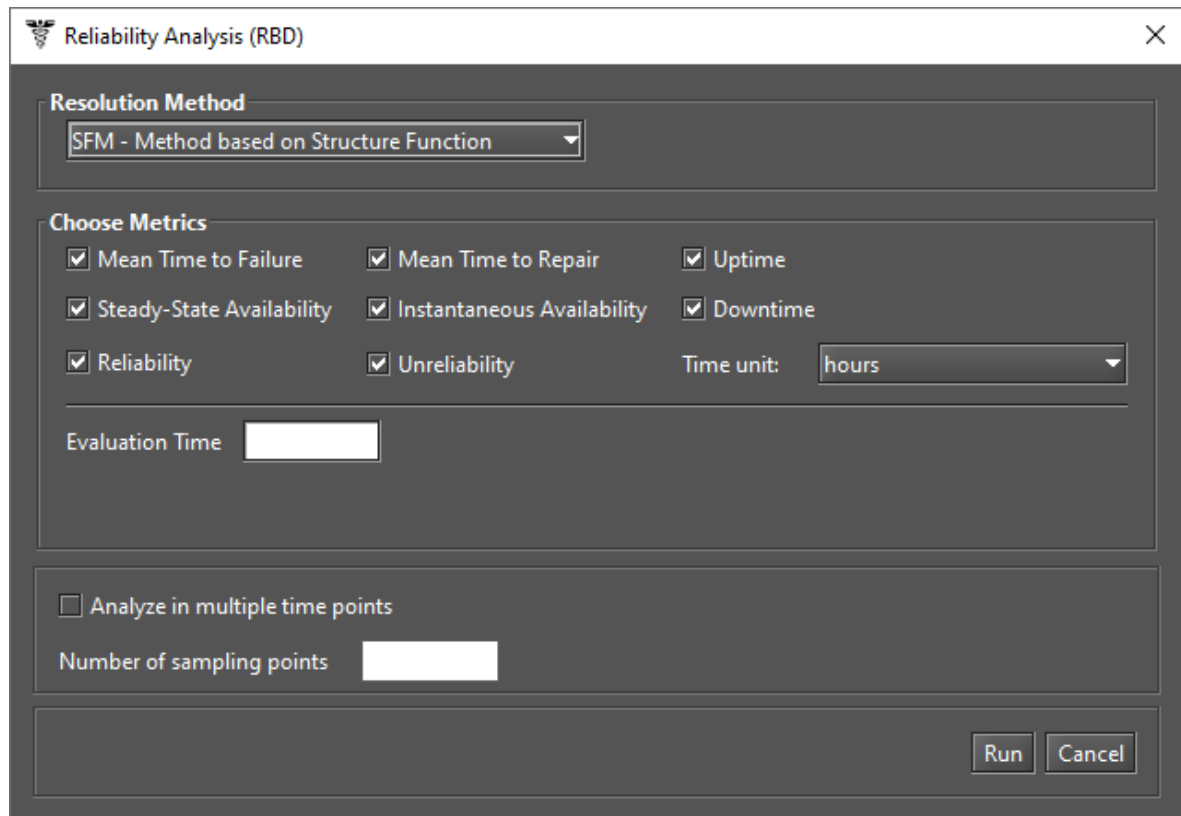 Reliability Analysis (RBD)
Resolution Method
SFM - Method based on Structure Function
Choose Metrics
Mean Time to Failure Mean Time to Repair Uptime
Steady-State Availability Instantaneous Availability Downtime
Reliability Unreliability Time unit: hours
Evaluation Time
Analyze in multiple time points
Number of sampling points
Run Cancel